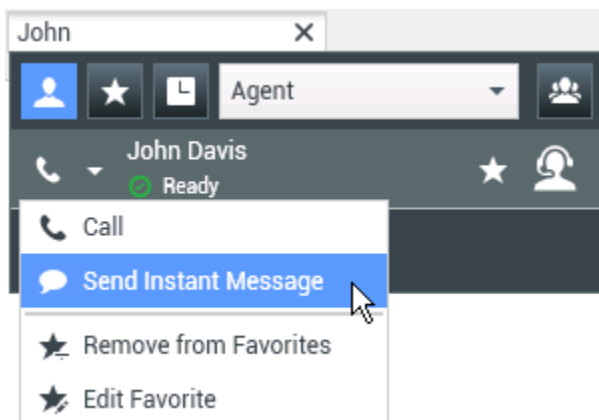 John
Agent
John Davis
Ready
Call
Send Instant Message
Remove from Favorites
Edit Favorite